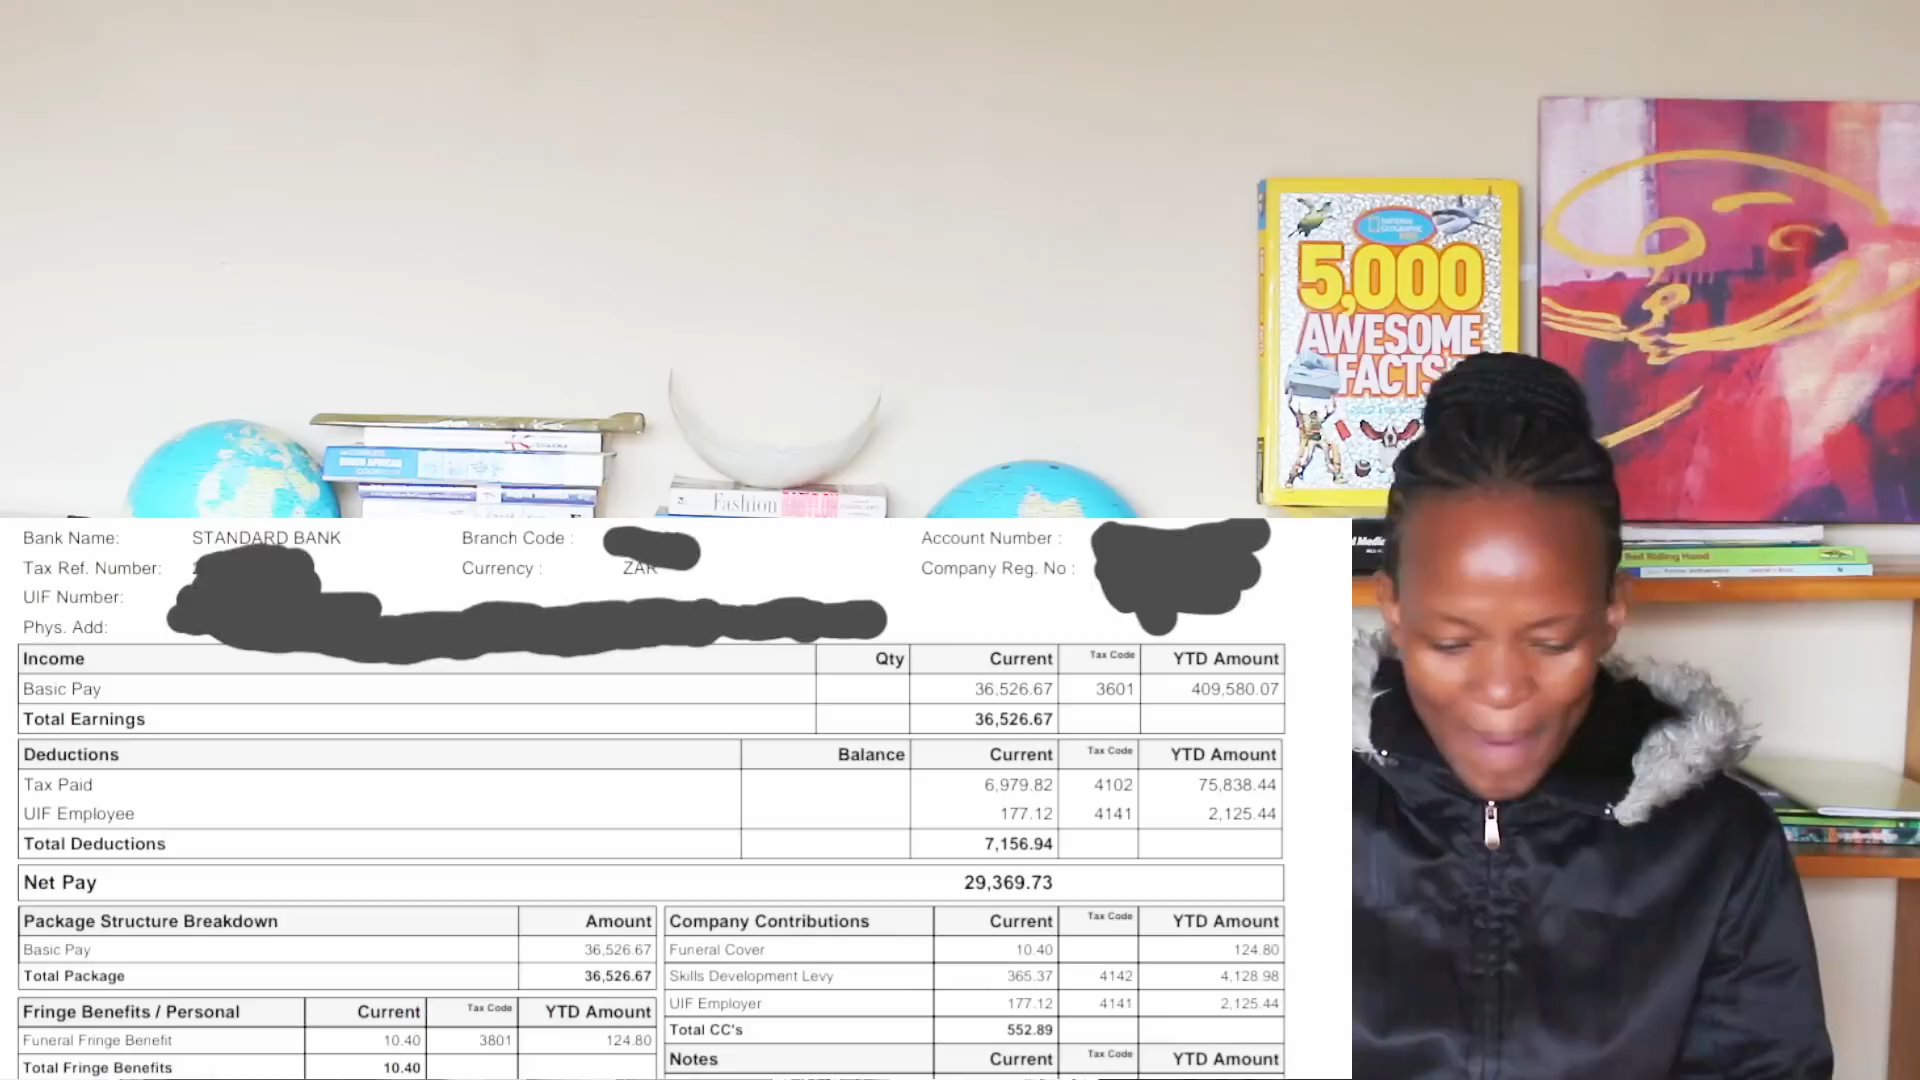 NATIONAL GEOGRAPHIC KIDS
5,000
AWESOME
FACTS
Fashion
Red Riding Hood
Bank Name: STANDARD BANK Branch Code : Account Number :
Tax Ref. Number: Currency : ZAR Company Reg. No :
UIF Number:
Phys. Add:
Income Qty Current Tax Code YTD Amount
Basic Pay 36,526.67 3601 409,580.07
Total Earnings 36,526.67
Deductions Balance Current Tax Code YTD Amount
Tax Paid 6,979.82 4102 75,838.44
UIF Employee 177.12 4141 2,125.44
Total Deductions 7,156.94
Net Pay 29,369.73
Package Structure Breakdown Amount
Basic Pay 36,526.67
Total Package 36,526.67
Fringe Benefits / Personal Current Tax Code YTD Amount
Funeral Fringe Benefit 10.40 3801 124.80
Total Fringe Benefits 10.40
Company Contributions Current Tax Code YTD Amount
Funeral Cover 10.40 124.80
Skills Development Levy 365.37 4142 4,128.98
UIF Employer 177.12 4141 2,125.44
Total CC's 552.89
Notes Current Tax Code YTD Amount